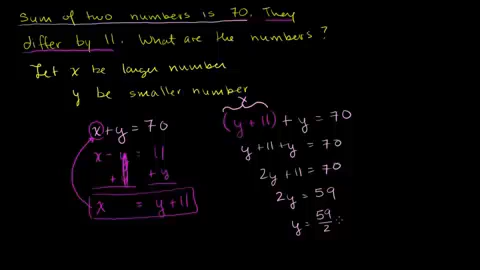 Sum of two numbers is 70. They
differ by 11. What are the numbers?
Let x be larger number
y be smaller number
x + y = 70
x - y = 11
+ y + y
x = y + 11
x
(y + 11) + y = 70
y + 11 + y = 70
2y + 11 = 70
2y = 59
y = 59/2